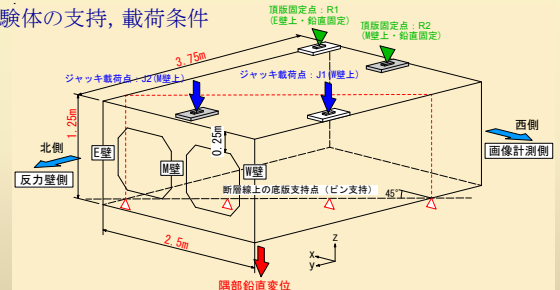 験体の支持,載荷条件
頂版固定点:R1
(E壁上・鉛直固定)
頂版固定点:R2
(M壁上・鉛直固定)
3.75m
ジャッキ載荷点:J2(M壁上)
ジャッキ載荷点:J1(W壁上)
1.25m
0.25m
北側
反力壁側
E壁
M壁
W壁
西側
画像計測側
断層線上の底版支持点(ピン支持)
45°
2.5m
z
x
y
隅部鉛直変位